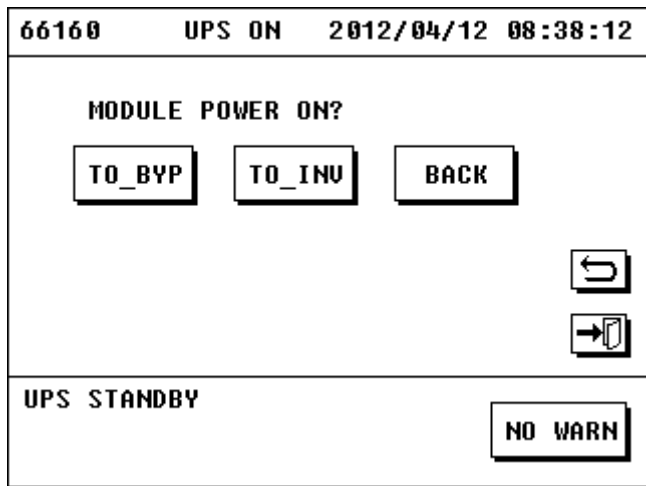 66160 UPS ON 2012/04/12 08:38:12
MODULE POWER ON?
TO_BYP TO_INV BACK
UPS STANDBY
NO WARN